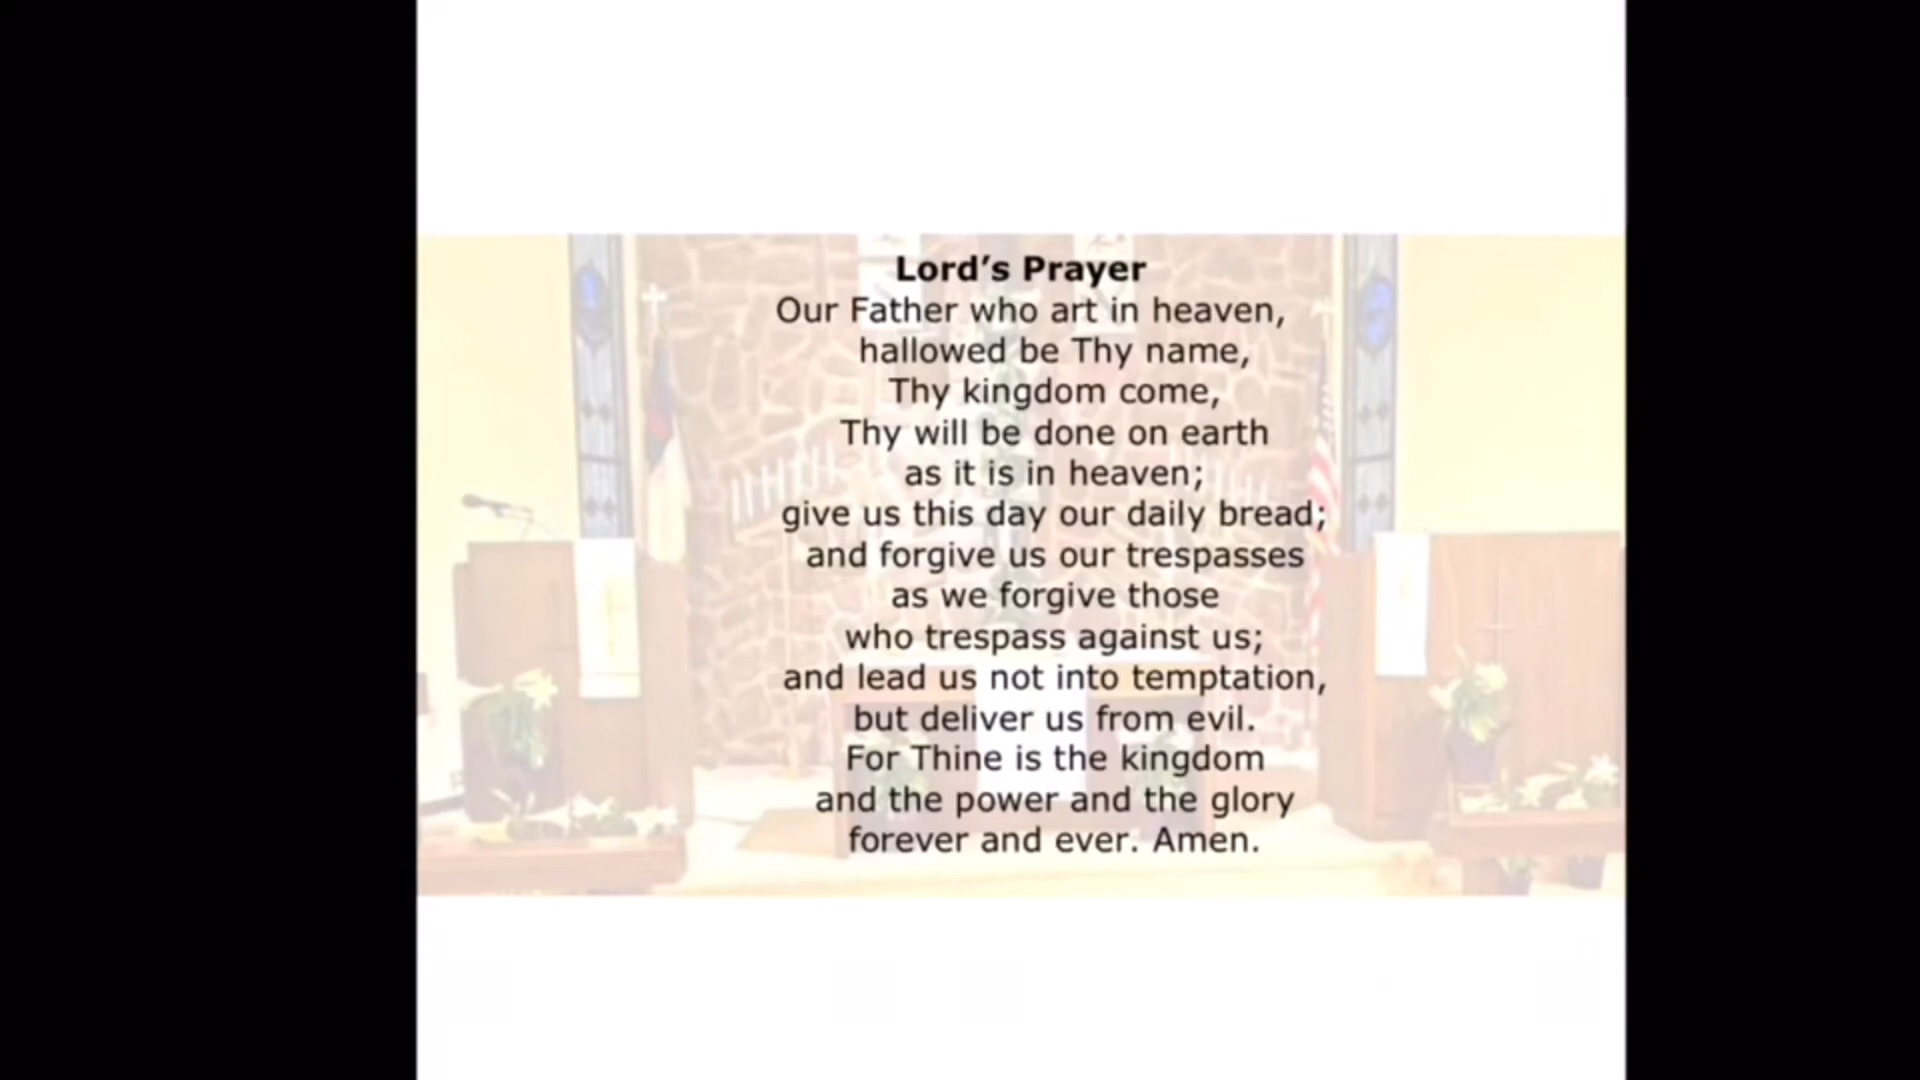 Lord’s Prayer
Our Father who art in heaven,
hallowed be Thy name,
Thy kingdom come,
Thy will be done on earth
as it is in heaven;
give us this day our daily bread;
and forgive us our trespasses
as we forgive those
who trespass against us;
and lead us not into temptation,
but deliver us from evil.
For Thine is the kingdom
and the power and the glory
forever and ever. Amen.